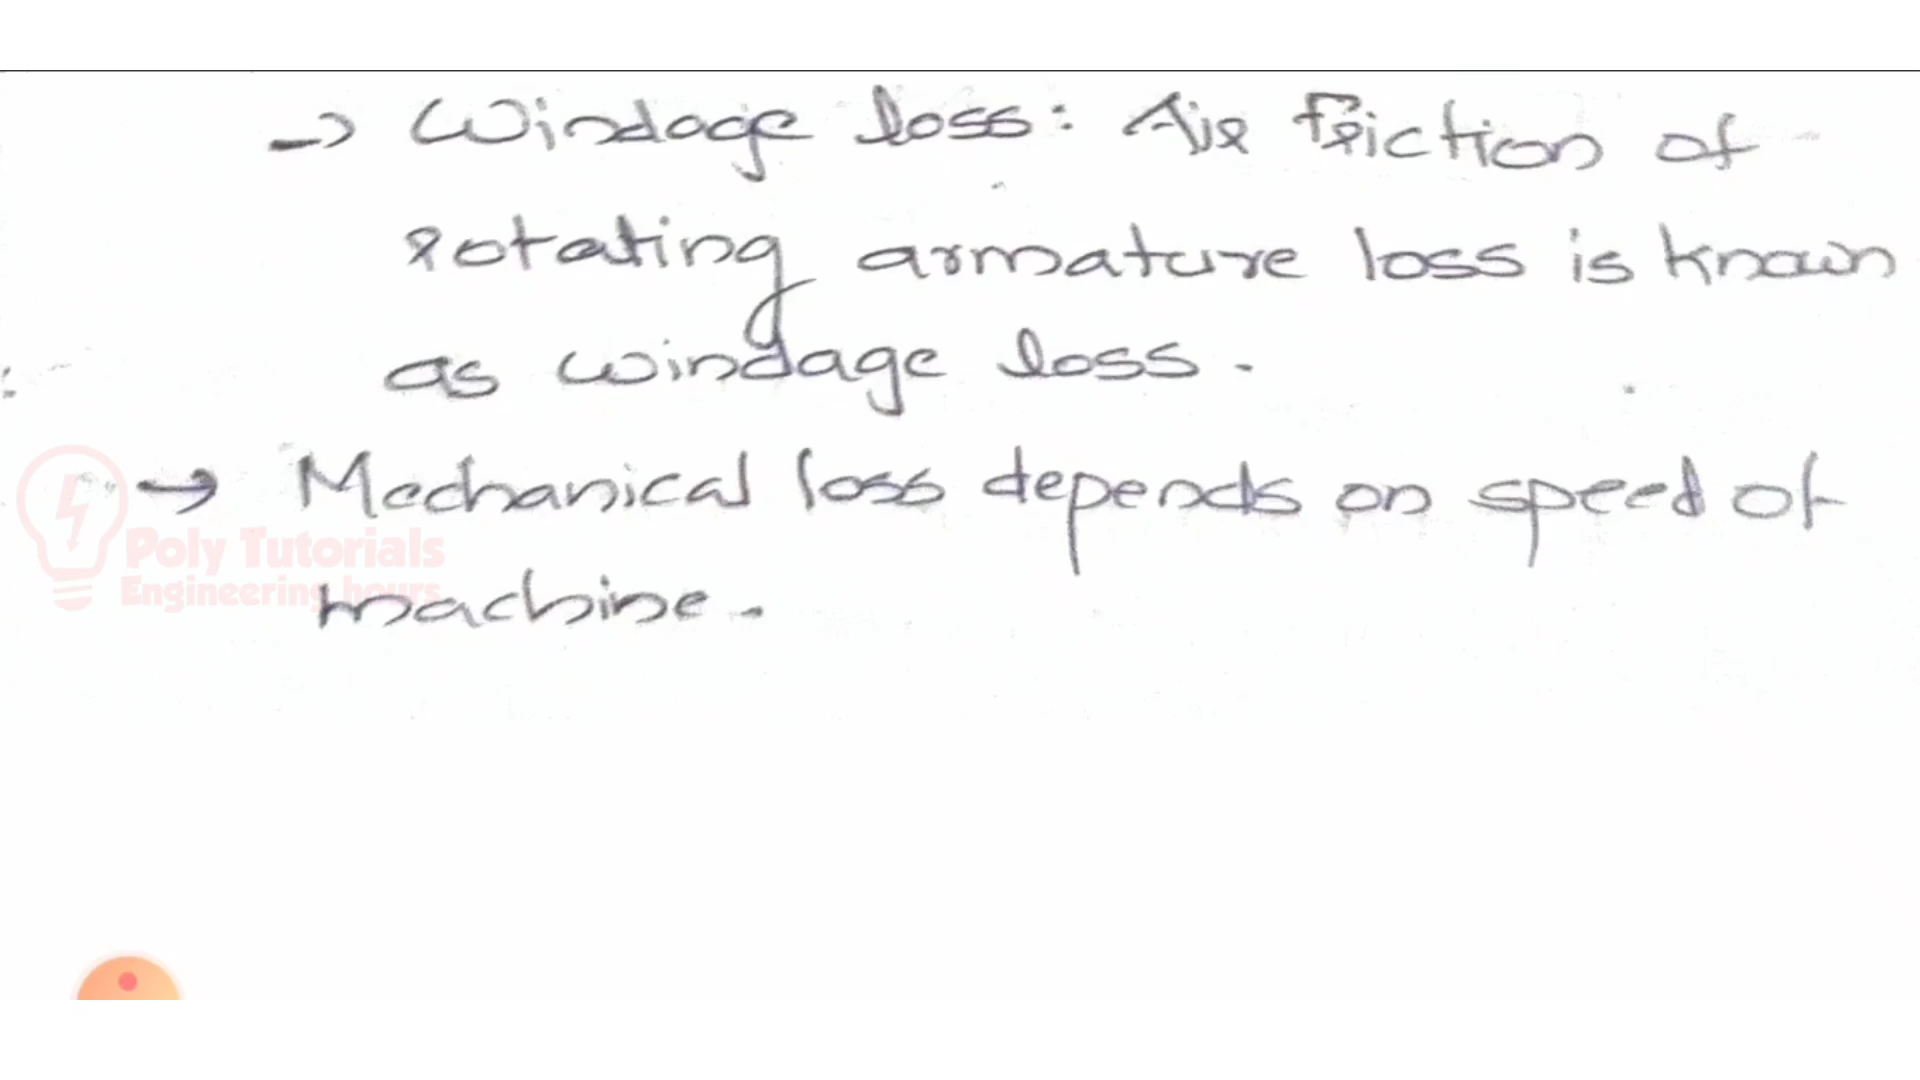 → Windage loss: Air friction of
rotating armature loss is known
as windage loss.
→ Mechanical loss depends on speed of
Poly Tutorials
Engineering hours
machine.